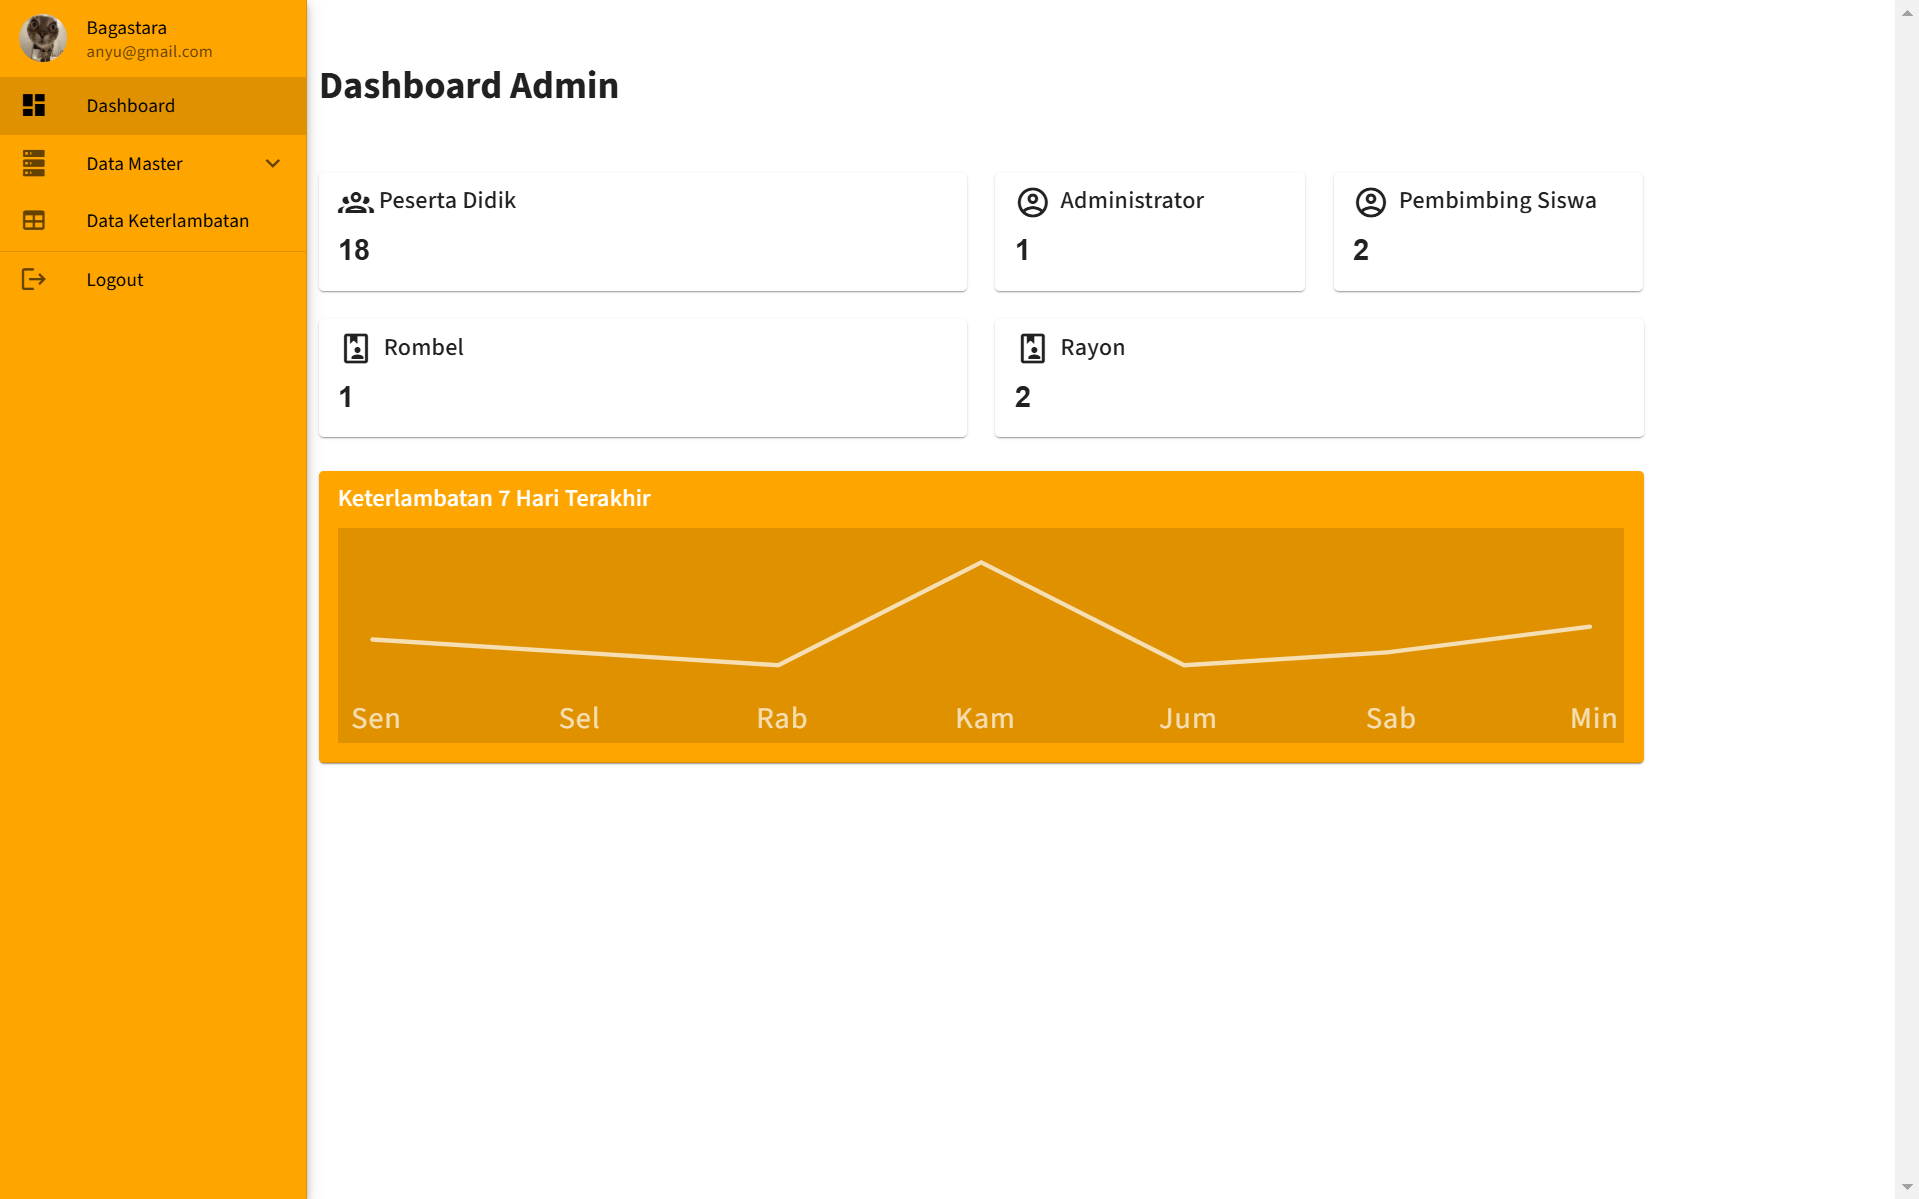 Bagastara
anyu@gmail.com
Dashboard
Data Master
Data Keterlambatan
Logout
Dashboard Admin
Peserta Didik
18
Administrator
1
Pembimbing Siswa
2
Rombel
1
Rayon
2
Keterlambatan 7 Hari Terakhir
Sen Sel Rab Kam Jum Sab Min